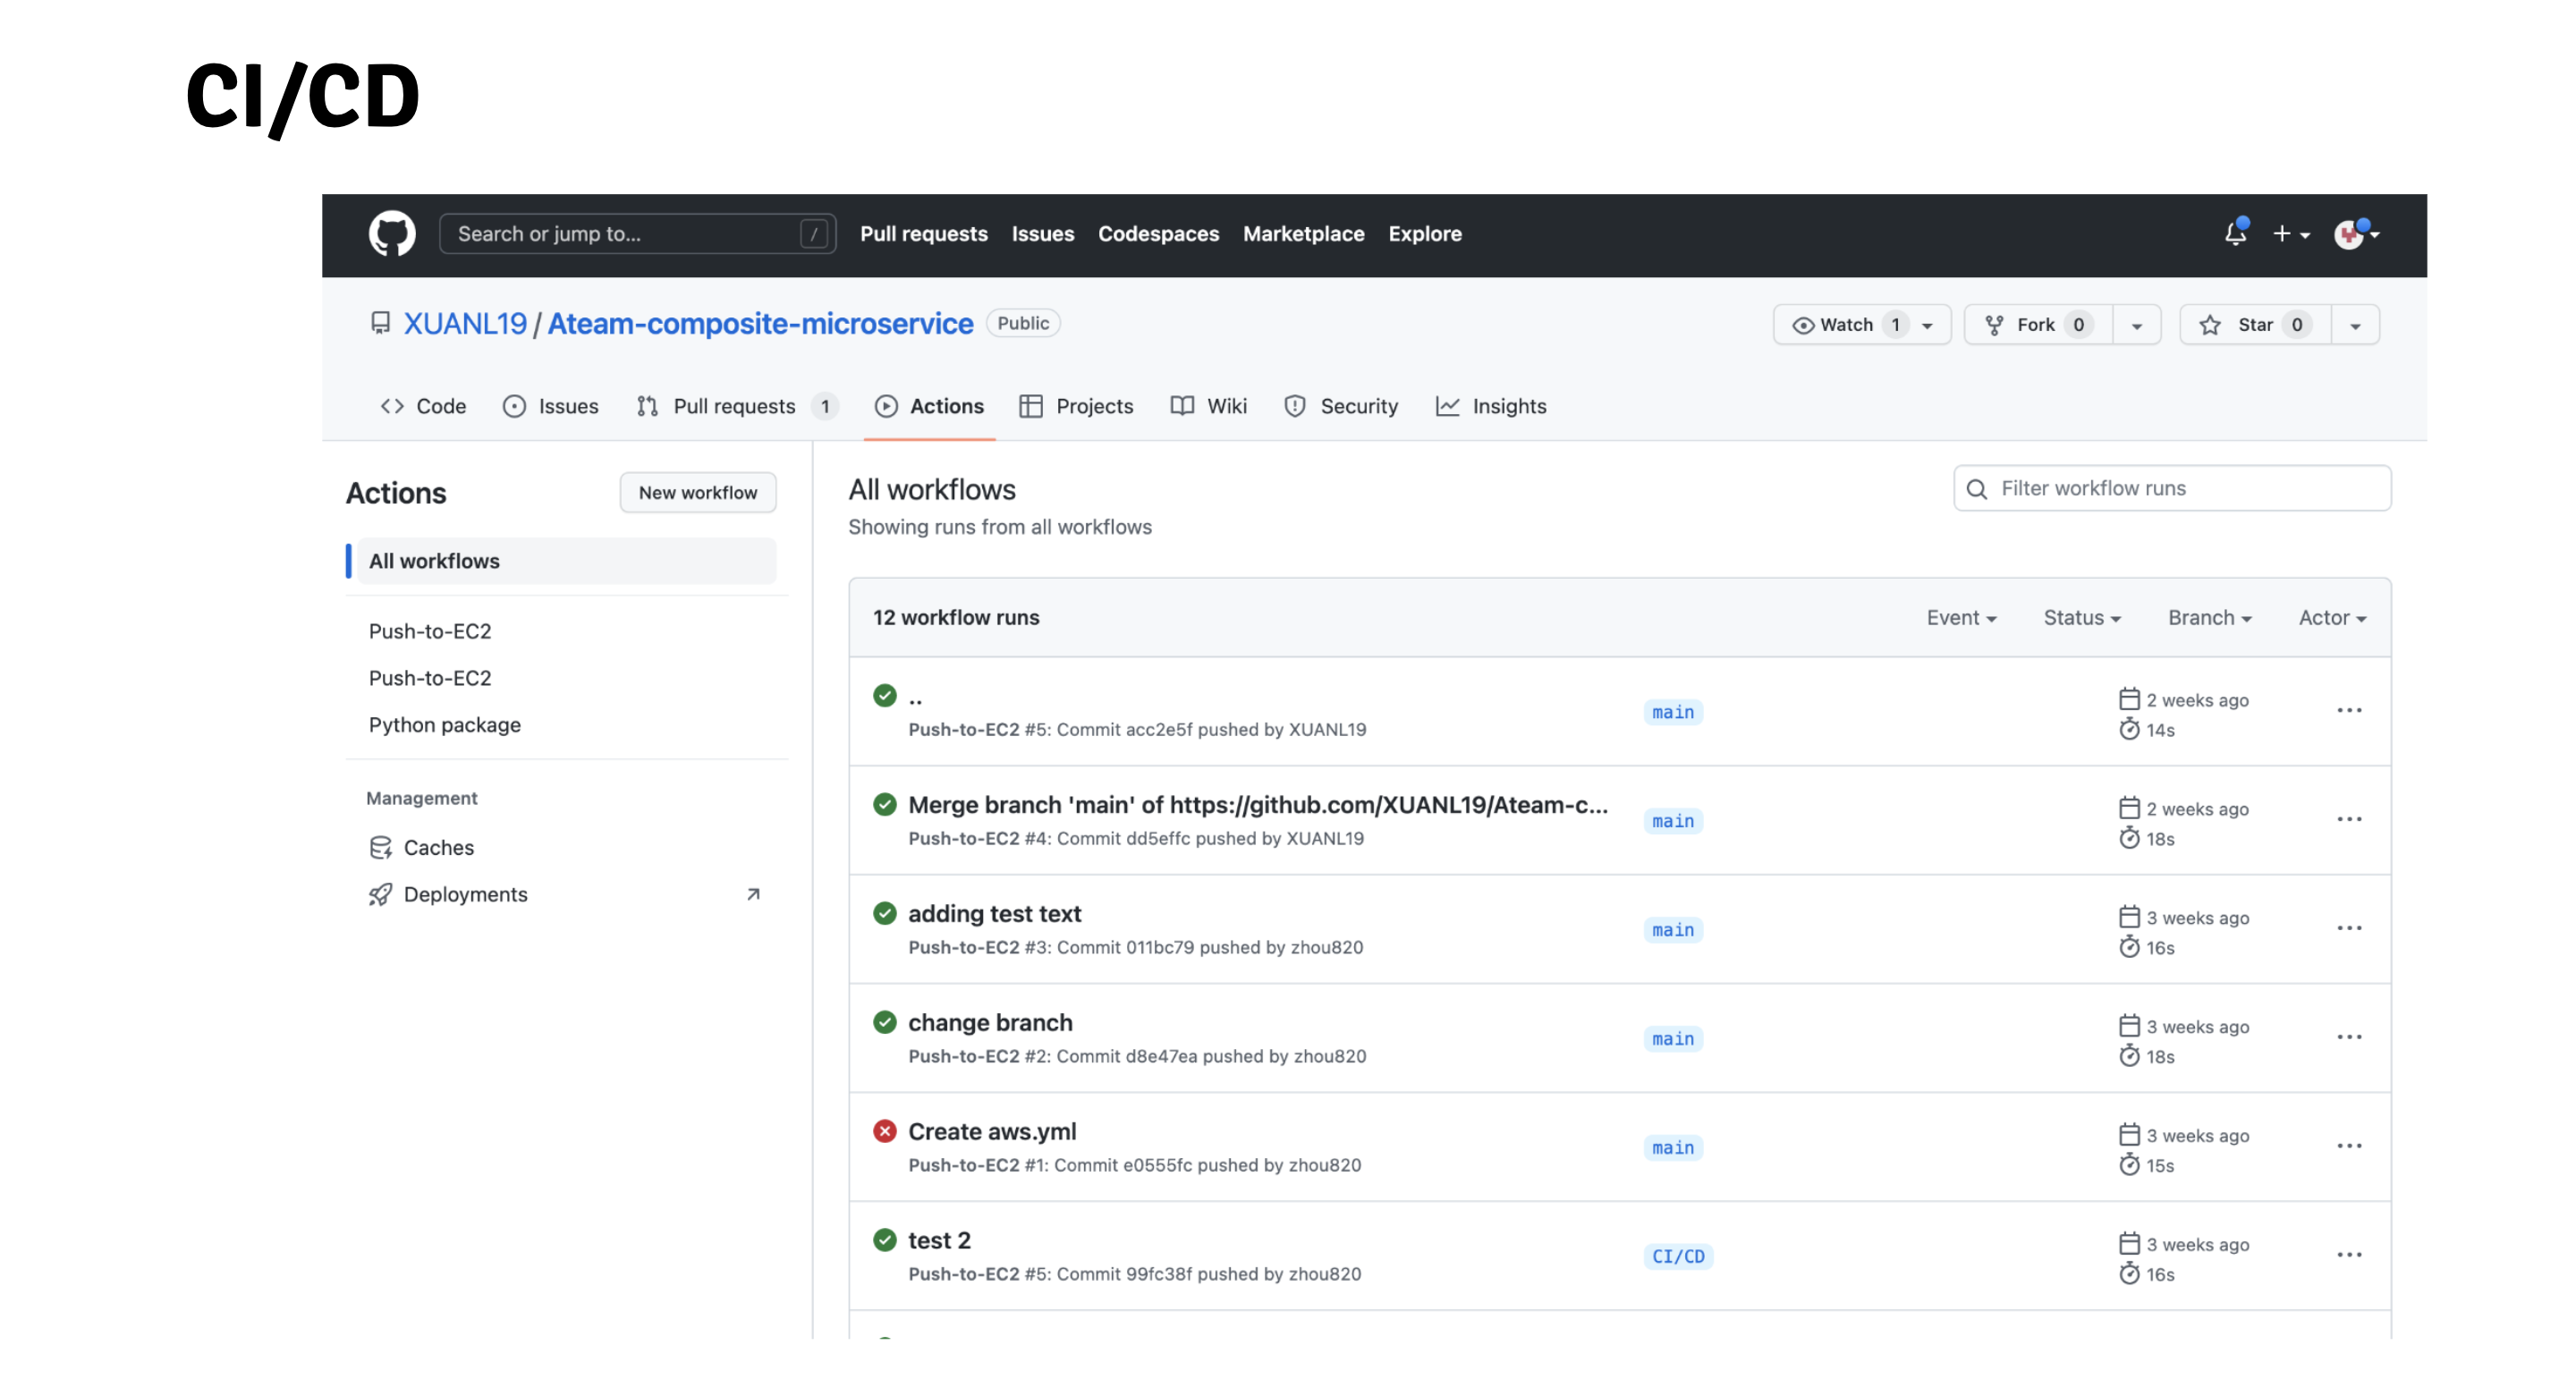 CI/CD
Search or jump to... /
Pull requests Issues Codespaces Marketplace Explore
XUANL19 / Ateam-composite-microservice Public
Watch 1 Fork 0 Star 0
Code Issues Pull requests 1 Actions Projects Wiki Security Insights
Actions New workflow
All workflows
Push-to-EC2
Push-to-EC2
Python package
Management
Caches
Deployments
All workflows
Showing runs from all workflows
Filter workflow runs
12 workflow runs Event Status Branch Actor
..
Push-to-EC2 #5: Commit acc2e5f pushed by XUANL19
main
2 weeks ago
14s
Merge branch 'main' of https://github.com/XUANL19/Ateam-c...
Push-to-EC2 #4: Commit dd5effc pushed by XUANL19
main
2 weeks ago
18s
adding test text
Push-to-EC2 #3: Commit 011bc79 pushed by zhou820
main
3 weeks ago
16s
change branch
Push-to-EC2 #2: Commit d8e47ea pushed by zhou820
main
3 weeks ago
18s
Create aws.yml
Push-to-EC2 #1: Commit e0555fc pushed by zhou820
main
3 weeks ago
15s
test 2
Push-to-EC2 #5: Commit 99fc38f pushed by zhou820
CI/CD
3 weeks ago
16s